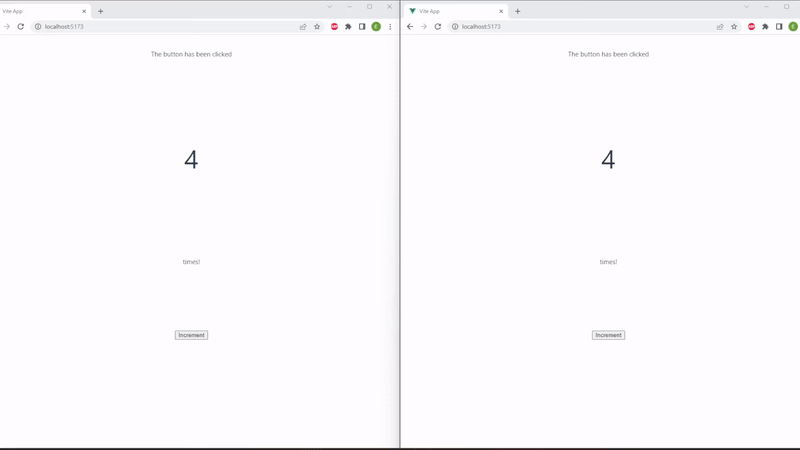 Vite App
localhost:5173
The button has been clicked
4
times!
Increment
Vite App
localhost:5173
The button has been clicked
4
times!
Increment